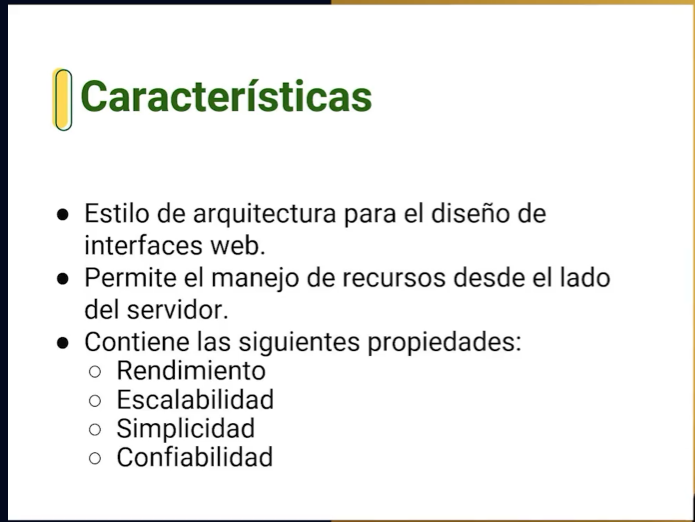 Características
● Estilo de arquitectura para el diseño de
interfaces web.
● Permite el manejo de recursos desde el lado
del servidor.
● Contiene las siguientes propiedades:
○ Rendimiento
○ Escalabilidad
○ Simplicidad
○ Confiabilidad